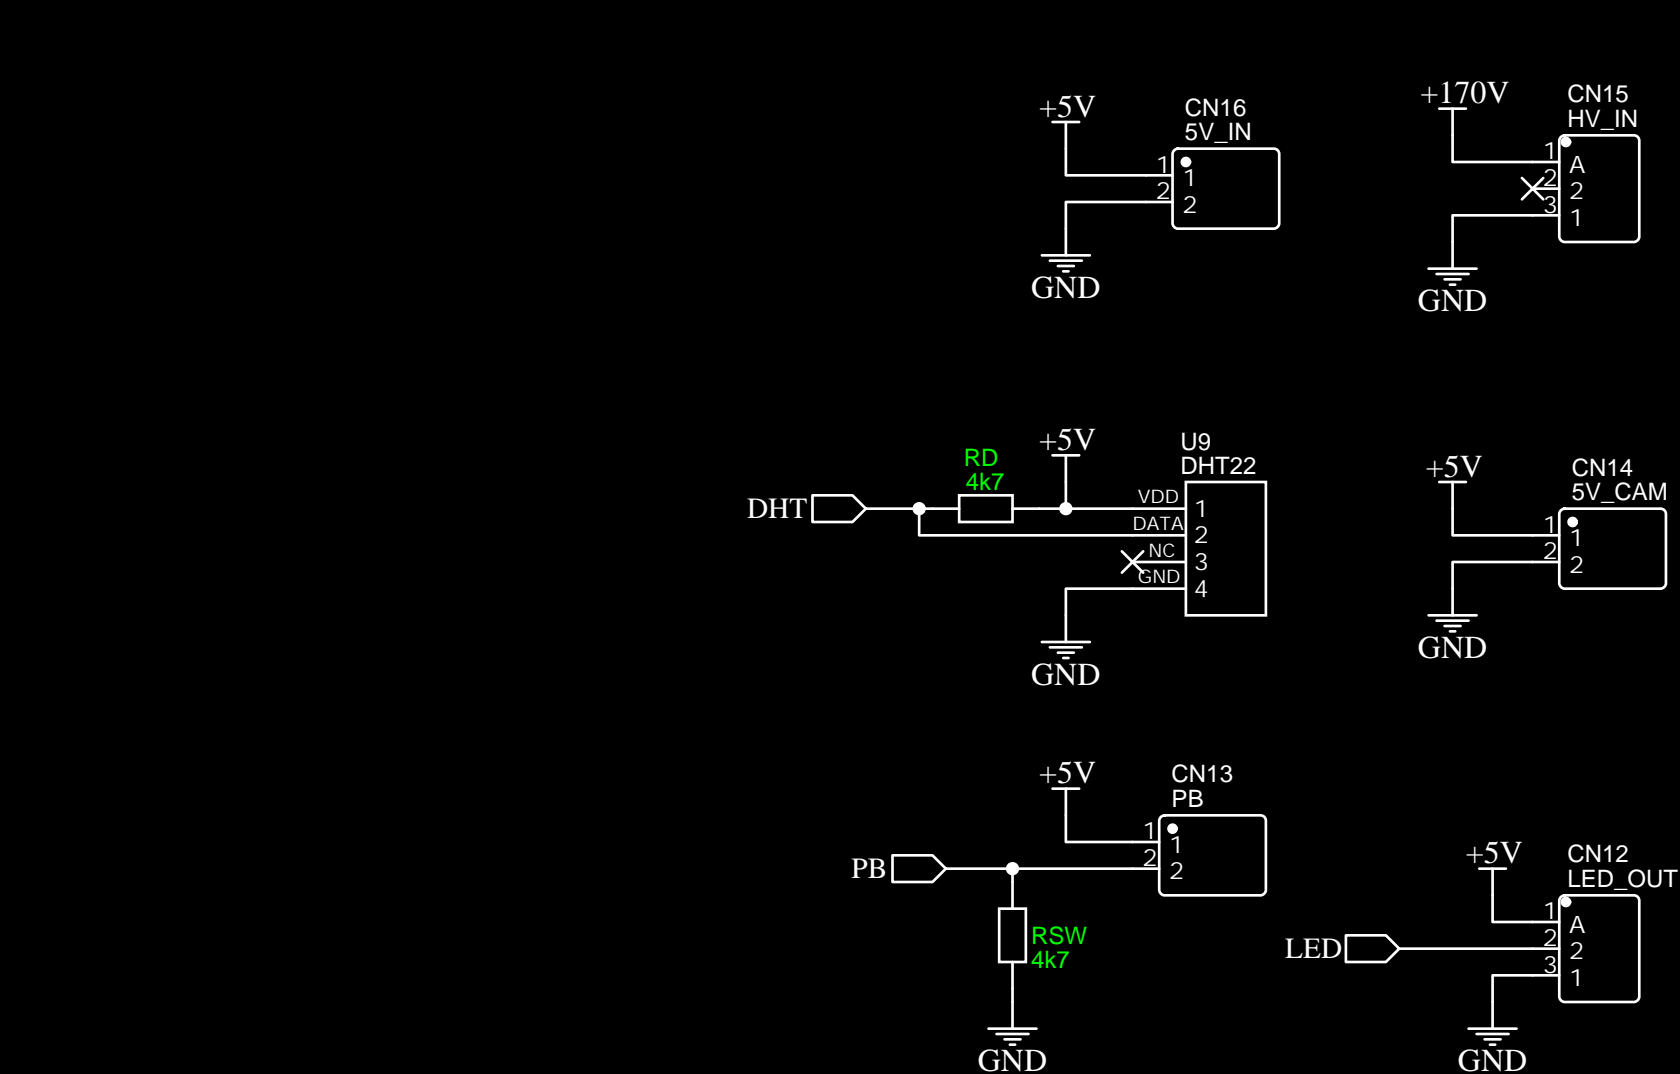 +5V
CN16
5V_IN
1
1
2
2
GND
+170V
CN15
HV_IN
1
A
2
2
3
1
GND
DHT
RD
4k7
+5V
U9
DHT22
VDD
1
DATA
2
NC
3
GND
4
GND
+5V
CN14
5V_CAM
1
1
2
2
GND
PB
+5V
CN13
PB
1
1
2
2
RSW
4k7
GND
LED
+5V
CN12
LED_OUT
1
A
2
2
3
1
GND